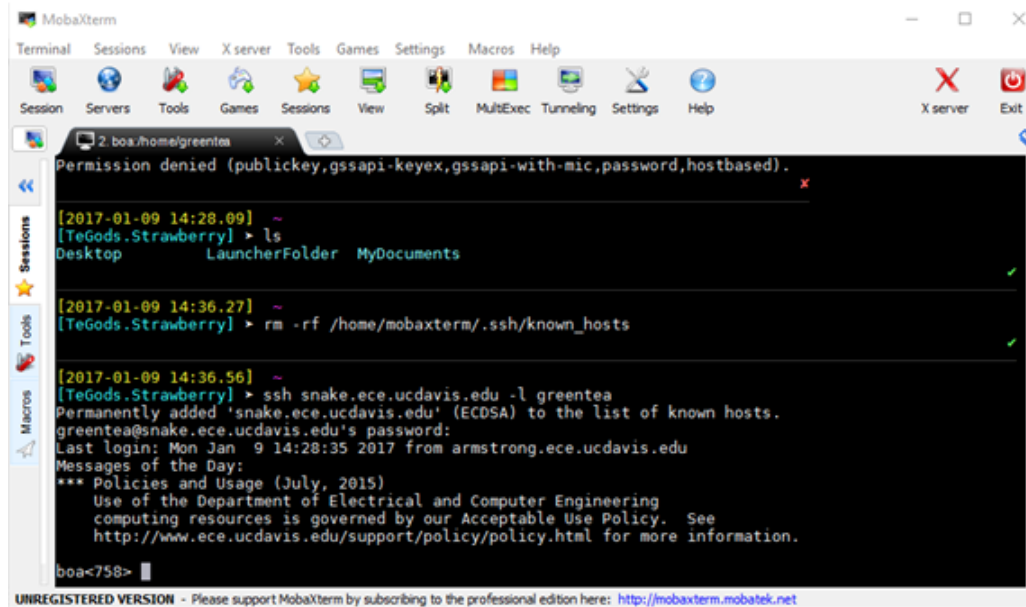 MobaXterm
Terminal Sessions View X server Tools Games Settings Macros Help
Session Servers Tools Games Sessions View Split MultiExec Tunneling Settings Help X server Exit
2. boa:/home/greentea
Permission denied (publickey,gssapi-keyex,gssapi-with-mic,password,hostbased).
[2017-01-09 14:28.09] ~
[TeGods.Strawberry] ➤ ls
Desktop LauncherFolder MyDocuments
[2017-01-09 14:36.27] ~
[TeGods.Strawberry] ➤ rm -rf /home/mobaxterm/.ssh/known_hosts
[2017-01-09 14:36.56] ~
[TeGods.Strawberry] ➤ ssh snake.ece.ucdavis.edu -l greentea
Permanently added 'snake.ece.ucdavis.edu' (ECDSA) to the list of known hosts.
greentea@snake.ece.ucdavis.edu's password:
Last login: Mon Jan 9 14:28:35 2017 from armstrong.ece.ucdavis.edu
Messages of the Day:
*** Policies and Usage (July, 2015)
Use of the Department of Electrical and Computer Engineering
computing resources is governed by our Acceptable Use Policy. See
http://www.ece.ucdavis.edu/support/policy/policy.html for more information.
boa<758>
Sessions
Tools
Macros
UNREGISTERED VERSION - Please support MobaXterm by subscribing to the professional edition here: http://mobaxterm.mobatek.net